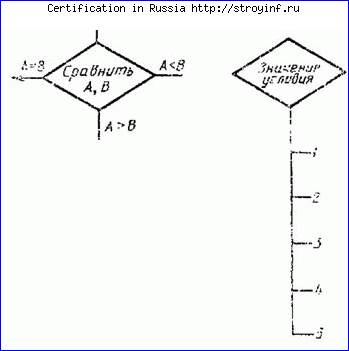 Certification in Russia http://stroyinf.ru
A=B
Сравнить
A, B
A<B
A>B
Значение
условия
1
2
3
4
5